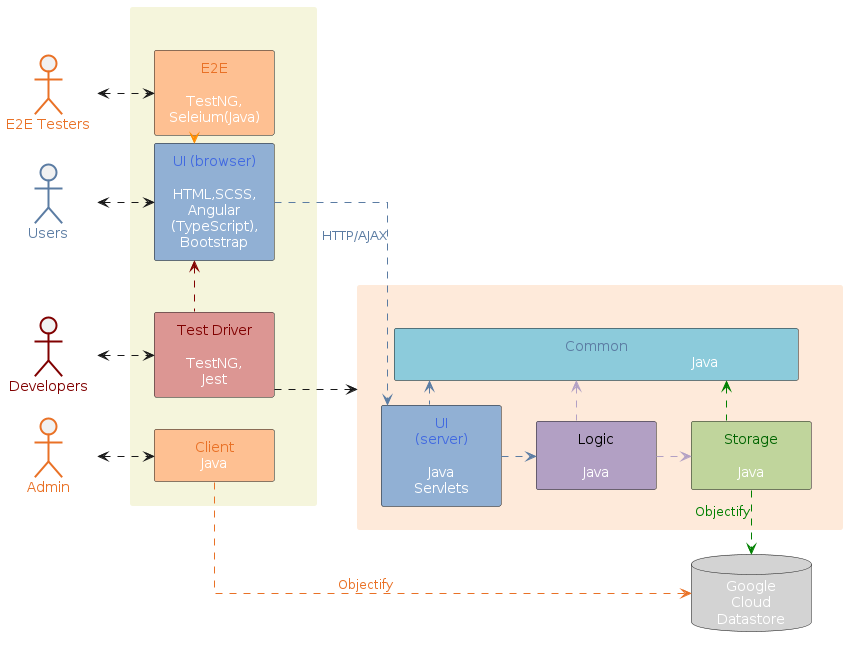 E2E
TestNG,
Seleium(Java)
E2E Testers
UI (browser)
HTML,SCSS,
Angular
(TypeScript),
Bootstrap
Users
HTTP/AJAX
Test Driver
TestNG,
Jest
Developers
Common
Java
Client
Java
Admin
UI
(server)
Java
Servlets
Logic
Java
Storage
Java
Objectify
Objectify
Google
Cloud
Datastore